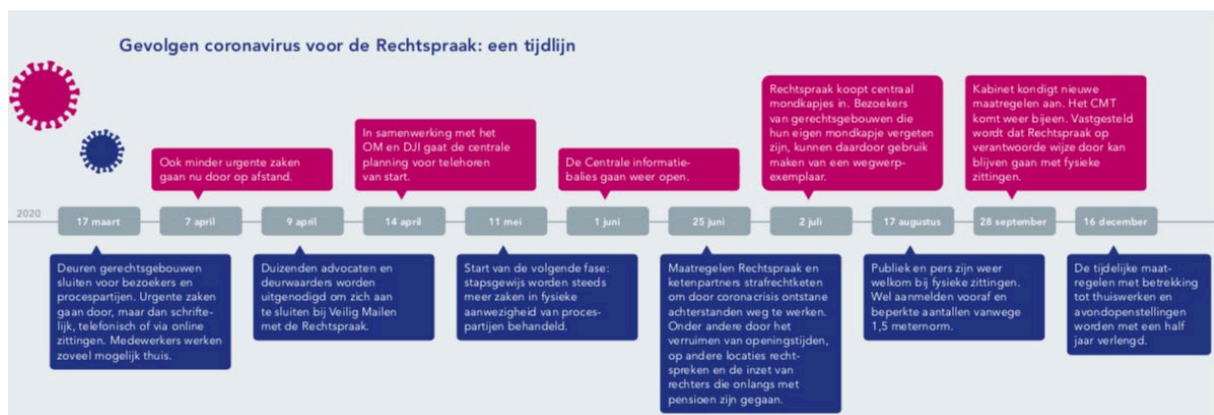 Gevolgen coronavirus voor de Rechtspraak: een tijdlijn
2020
17 maart
Deuren gerechtsgebouwen
sluiten voor bezoekers en
procespartijen. Urgente zaken
gaan door, maar dan schrifte-
lijk, telefonisch of via online
zittingen. Medewerkers werken
zoveel mogelijk thuis.
Ook minder urgente zaken
gaan nu door op afstand.
7 april
9 april
Duizenden advocaten en
deurwaarders worden
uitgenodigd om zich aan
te sluiten bij Veilig Mailen
met de Rechtspraak.
In samenwerking met het
OM en DJI gaat de centrale
planning voor telehoren
van start.
14 april
11 mei
Start van de volgende fase:
stapsgewijs worden steeds
meer zaken in fysieke
aanwezigheid van proces-
partijen behandeld.
De Centrale informatie-
balies gaan weer open.
1 juni
25 juni
Maatregelen Rechtspraak en
ketenpartners strafrechtketen
om door coronacrisis ontstane
achterstanden weg te werken.
Onder andere door het
verruimen van openingstijden,
op andere locaties recht-
spreken en de inzet van
rechters die onlangs met
pensioen zijn gegaan.
Rechtspraak koopt centraal
mondkapjes in. Bezoekers
van gerechtsgebouwen die
hun eigen mondkapje vergeten
zijn, kunnen daardoor gebruik
maken van een wegwerp-
exemplaar.
2 juli
17 augustus
Publiek en pers zijn weer
welkom bij fysieke zittingen.
Wel aanmelden vooraf en
beperkte aantallen vanwege
1,5 meternorm.
Kabinet kondigt nieuwe
maatregelen aan. Het CMT
komt weer bijeen. Vastgesteld
wordt dat Rechtspraak op
verantwoorde wijze door kan
blijven gaan met fysieke
zittingen.
28 september
16 december
De tijdelijke maat-
regelen met betrekking
tot thuiswerken en
avondopenstellingen
worden met een half
jaar verlengd.